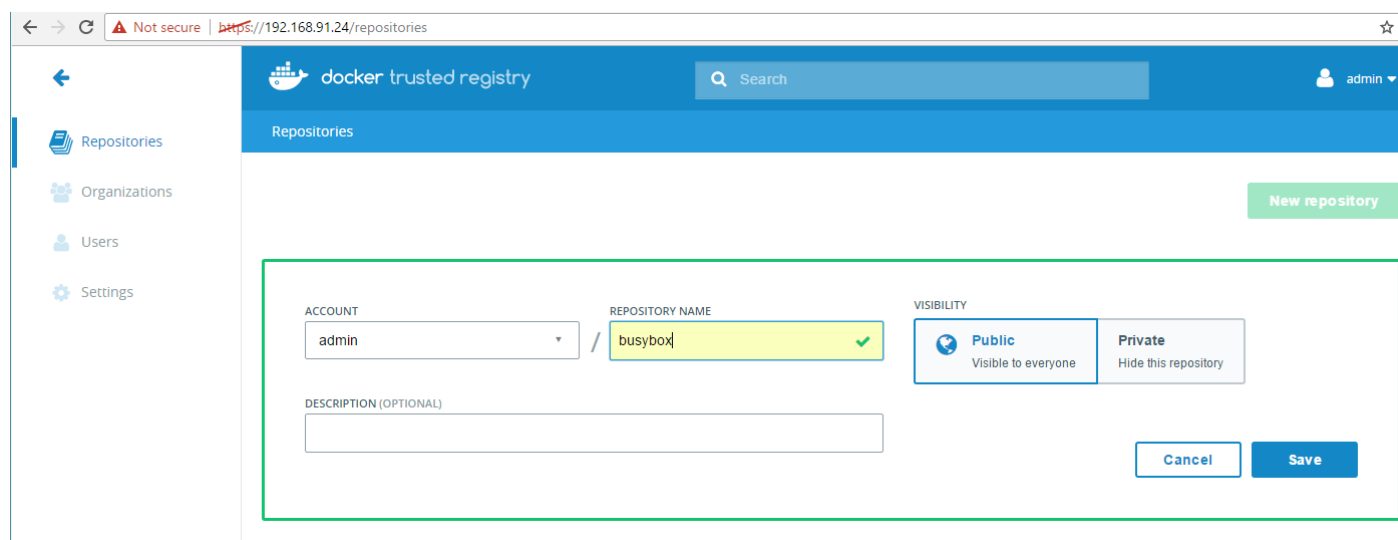 Not secure | https://192.168.91.24/repositories
docker trusted registry
Search
admin
Repositories
Repositories
Organizations
Users
Settings
New repository
ACCOUNT
admin
/
REPOSITORY NAME
busybox
VISIBILITY
Public
Visible to everyone
Private
Hide this repository
DESCRIPTION (OPTIONAL)
Cancel
Save